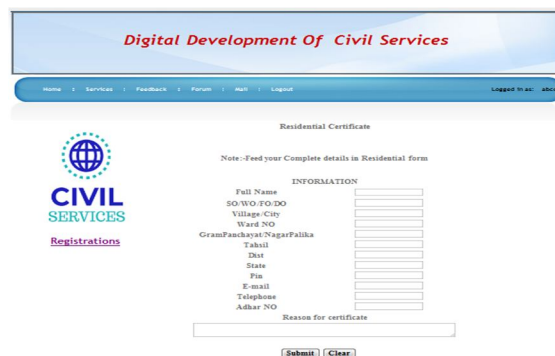 Digital Development Of Civil Services
Home : Services : Feedback : Forum : Mail : Logout
Logged in as: abc
CIVIL
SERVICES
Registrations
Residential Certificate
Note:-Feed your Complete details in Residential form
INFORMATION
Full Name
SO/WO/FO/DO
Village/City
Ward NO
GramPanchayat/NagarPalika
Tahsil
Dist
State
Pin
E-mail
Telephone
Adhar NO
Reason for certificate
Submit Clear